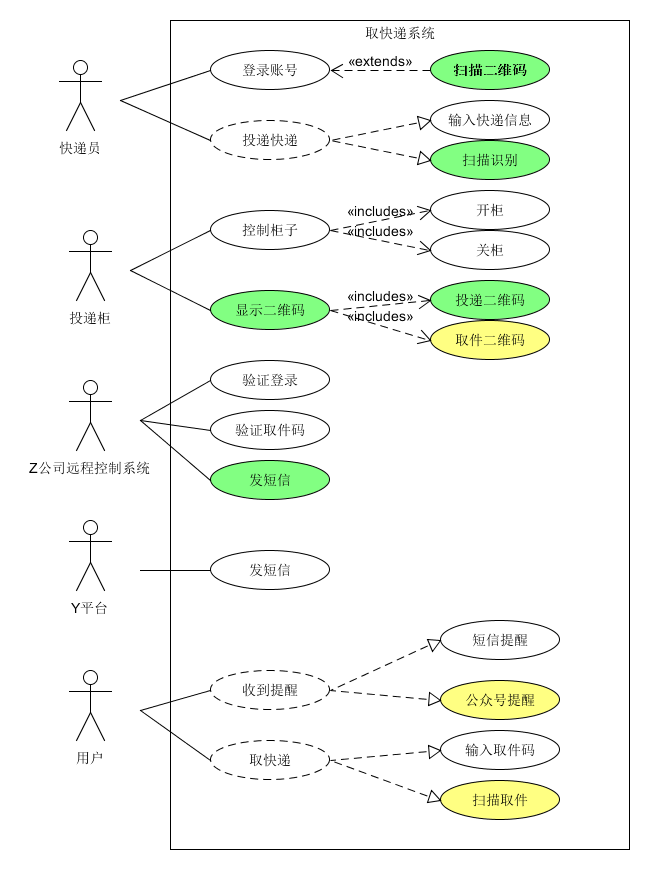 取快递系统
登录账号
«extends»
扫描二维码
快递员
投递快递
输入快递信息
扫描识别
控制柜子
«includes»
«includes»
开柜
关柜
投递柜
显示二维码
«includes»
«includes»
投递二维码
取件二维码
验证登录
验证取件码
发短信
Z公司远程控制系统
发短信
Y平台
收到提醒
短信提醒
公众号提醒
用户
取快递
输入取件码
扫描取件